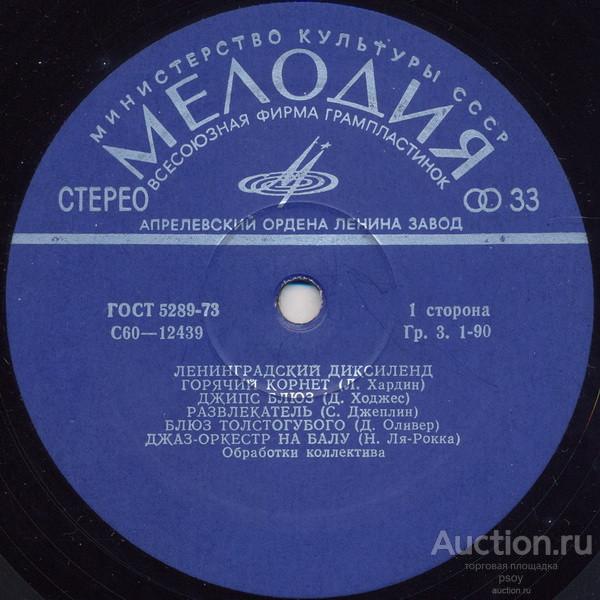 МИНИСТЕРСТВО КУЛЬТУРЫ СССР
МЕЛОДИЯ
ВСЕСОЮЗНАЯ ФИРМА ГРАМПЛАСТИНОК
СТЕРЕО
33
АПРЕЛЕВСКИЙ ОРДЕНА ЛЕНИНА ЗАВОД
ГОСТ 5289-73
1 сторона
С60—12439
Гр. 3. 1-90
ЛЕНИНГРАДСКИЙ ДИКСИЛЕНД
ГОРЯЧИЙ КОРНЕТ (Л. Хардин)
ДЖИПС БЛЮЗ (Д. Ходжес)
РАЗВЛЕКАТЕЛЬ (С. Джеплин)
БЛЮЗ ТОЛСТОГУБОГО (Д. Оливер)
ДЖАЗ-ОРКЕСТР НА БАЛУ (Н. Ля-Рокка)
Обработки коллектива
Auction.ru
торговая площадка
psoy
auction.ru